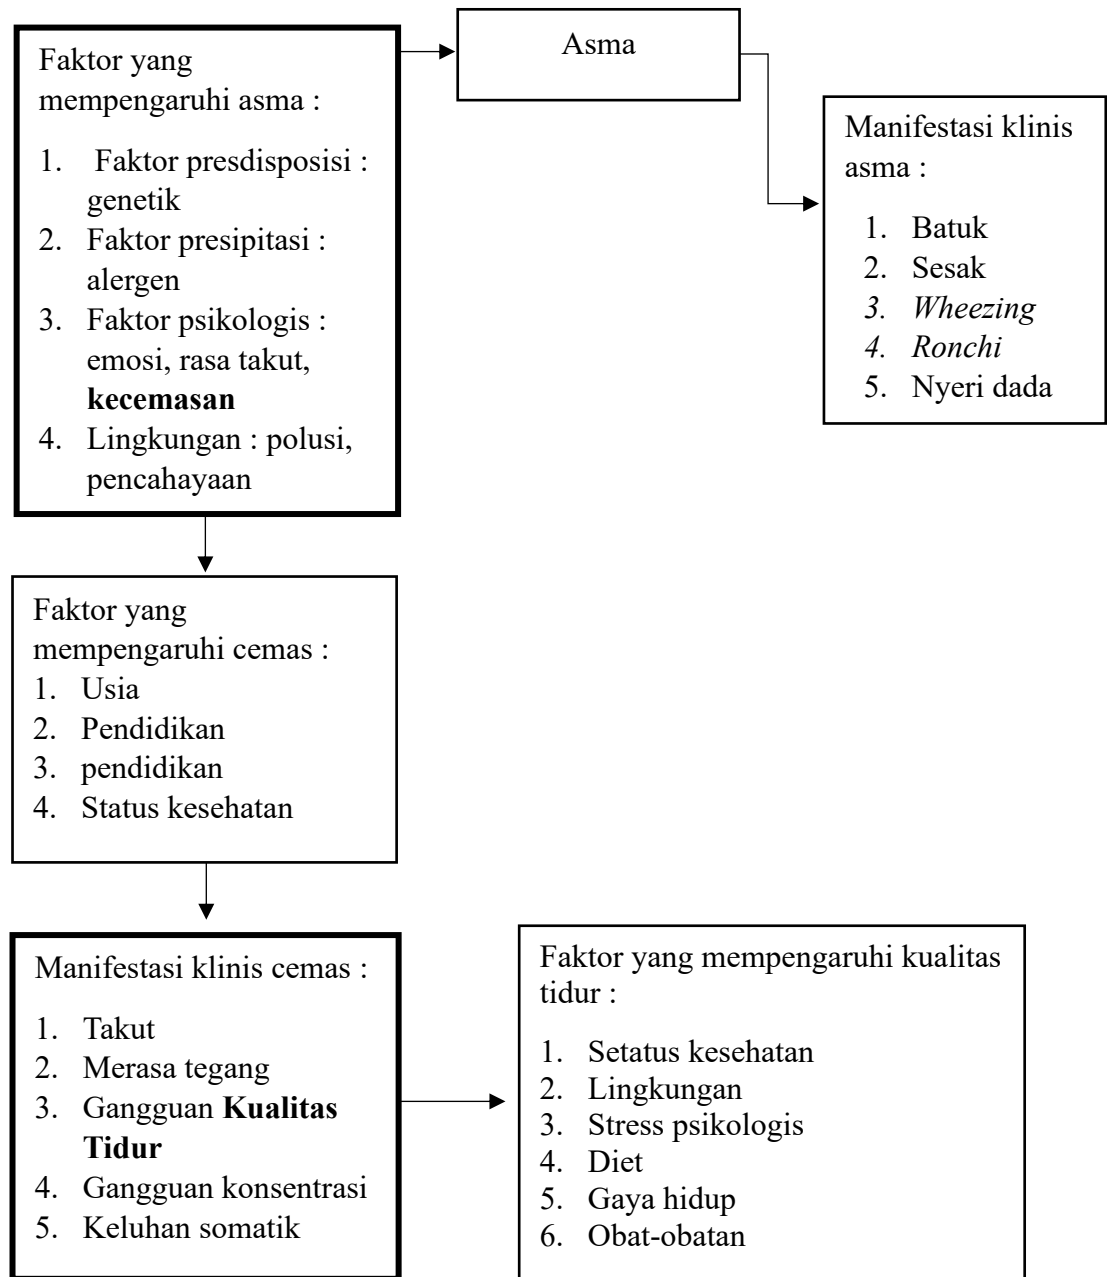 Faktor yang
mempengaruhi asma :
1. Faktor presdisposisi :
genetik
2. Faktor presipitasi :
alergen
3. Faktor psikologis :
emosi, rasa takut,
kecemasan
4. Lingkungan : polusi,
pencahayaan
Asma
Manifestasi klinis
asma :
1. Batuk
2. Sesak
3. Wheezing
4. Ronchi
5. Nyeri dada
Faktor yang
mempengaruhi cemas :
1. Usia
2. Pendidikan
3. pendidikan
4. Status kesehatan
Manifestasi klinis cemas :
1. Takut
2. Merasa tegang
3. Gangguan Kualitas
Tidur
4. Gangguan konsentrasi
5. Keluhan somatik
Faktor yang mempengaruhi kualitas
tidur :
1. Setatus kesehatan
2. Lingkungan
3. Stress psikologis
4. Diet
5. Gaya hidup
6. Obat-obatan